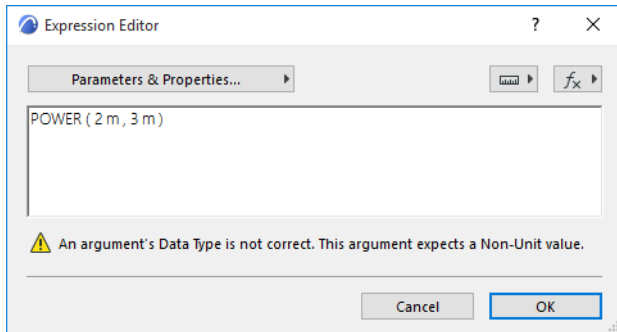 Expression Editor
?
Parameters & Properties...
fx
POWER ( 2 m , 3 m )
An argument's Data Type is not correct. This argument expects a Non-Unit value.
Cancel
OK